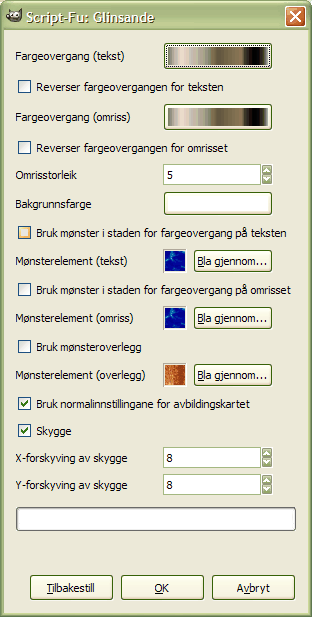 Script-Fu: Glinsande
Fargeovergang (tekst)
Reverser fargeovergangen for teksten
Fargeovergang (omriss)
Reverser fargeovergangen for omrisset
Omrisstorleik 5
Bakgrunnsfarge
Bruk mønster i staden for fargeovergang på teksten
Mønsterelement (tekst) Bla gjennom...
Bruk mønster i staden for fargeovergang på omrisset
Mønsterelement (omriss) Bla gjennom...
Bruk mønsteroverlegg
Mønsterelement (overlegg) Bla gjennom...
Bruk normalinnstillingane for avbildingskartet
Skygge
X-forskyving av skygge 8
Y-forskyving av skygge 8
Tilbakestill OK Avbryt